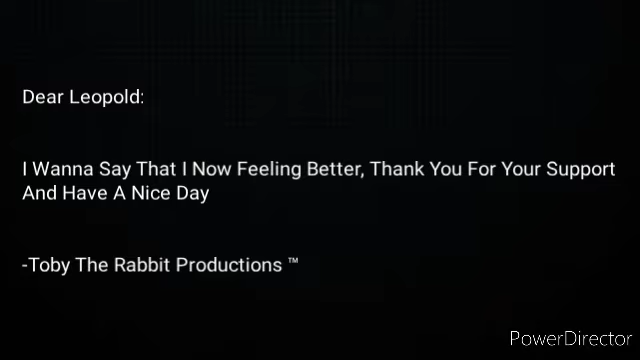 Dear Leopold:
I Wanna Say That I Now Feeling Better, Thank You For Your Support
And Have A Nice Day
-Toby The Rabbit Productions ™
PowerDirector